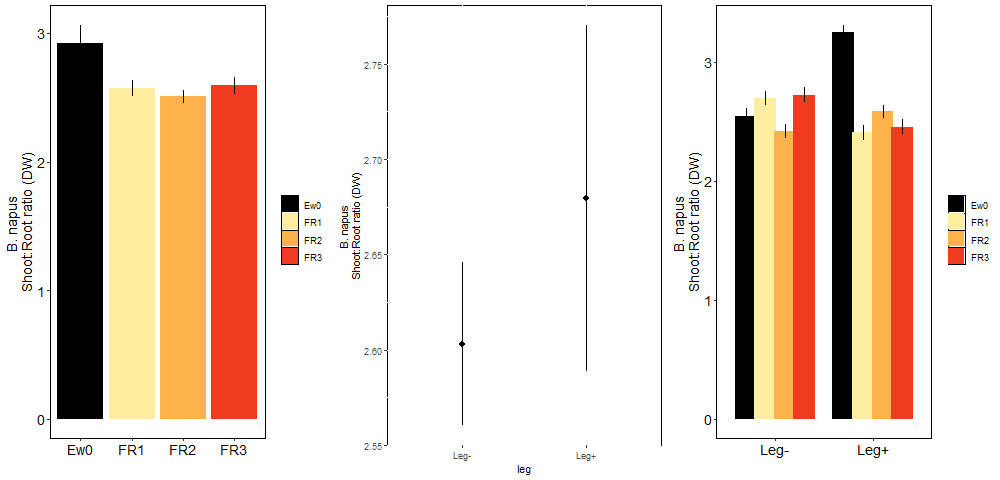 B. napus
Shoot:Root ratio (DW)
3
2
1
0
Ew0 FR1 FR2 FR3
Ew0
FR1
FR2
FR3
B. napus
Shoot:Root ratio (DW)
2.75
2.70
2.65
2.60
2.55
Leg- Leg+
leg
B. napus
Shoot:Root ratio (DW)
3
2
1
0
Leg- Leg+
Ew0
FR1
FR2
FR3